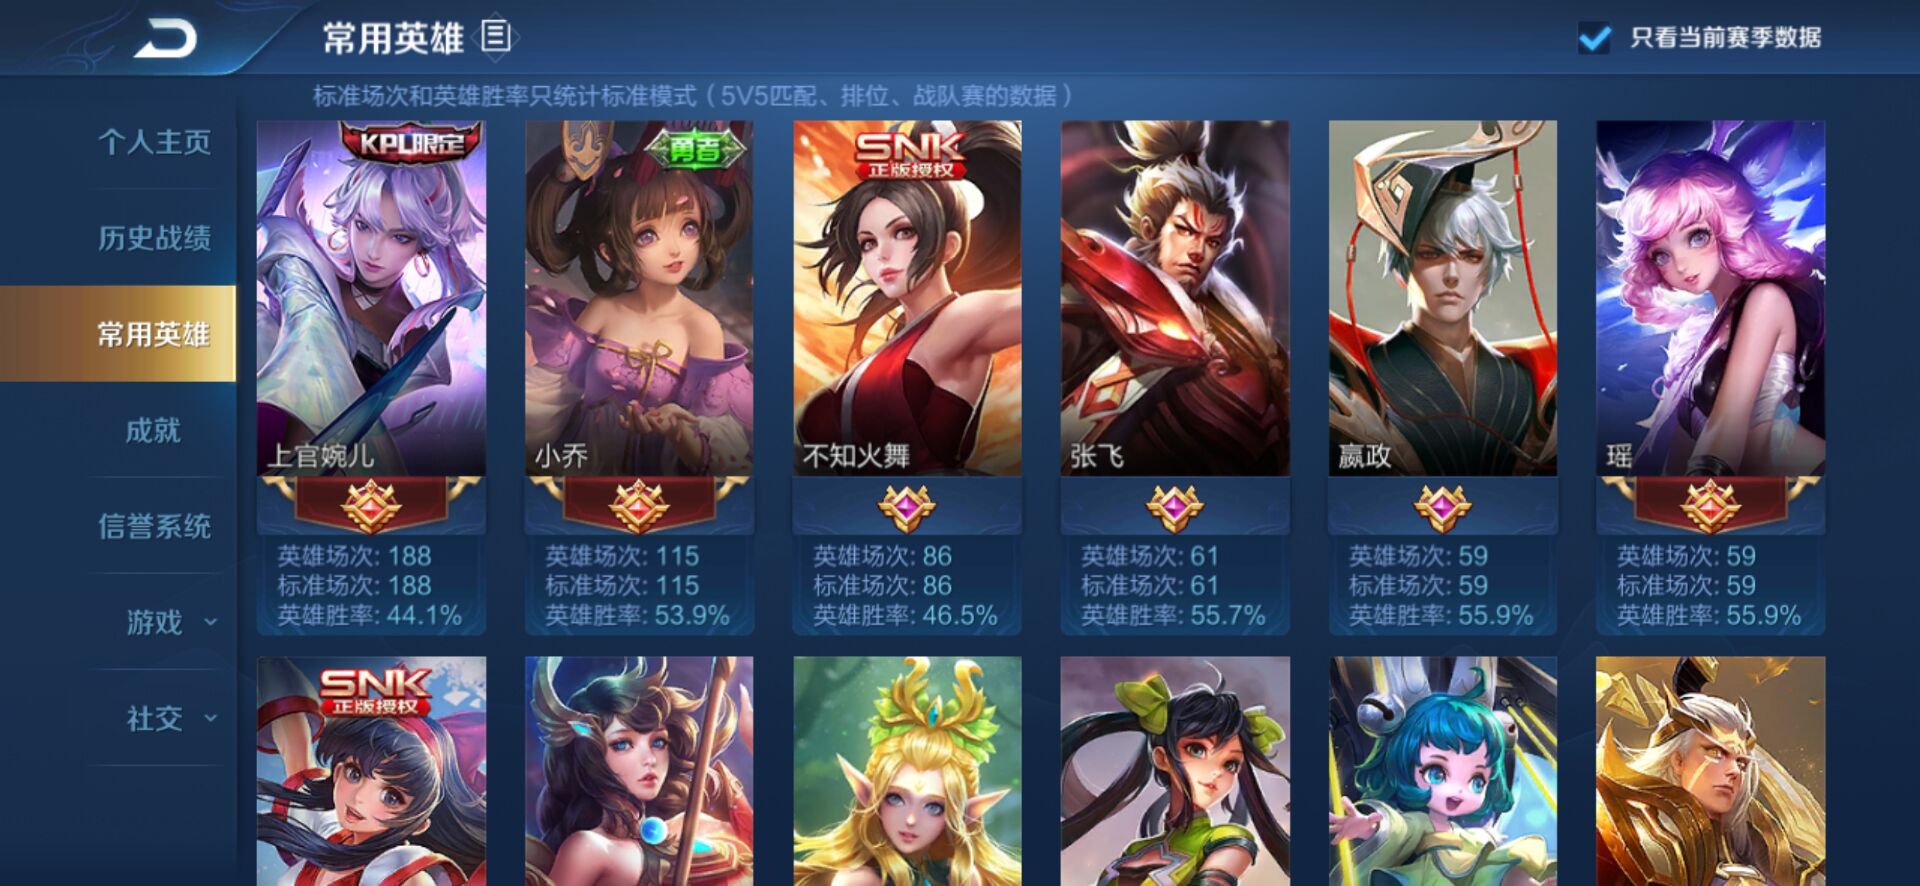 常用英雄
只看当前赛季数据
标准场次和英雄胜率只统计标准模式（5V5匹配、排位、战队赛的数据）
个人主页
历史战绩
常用英雄
成就
信誉系统
游戏
社交
KPL限定
上官婉儿
英雄场次: 188
标准场次: 188
英雄胜率: 44.1%
勇者
小乔
英雄场次: 115
标准场次: 115
英雄胜率: 53.9%
SNK
正版授权
不知火舞
英雄场次: 86
标准场次: 86
英雄胜率: 46.5%
张飞
英雄场次: 61
标准场次: 61
英雄胜率: 55.7%
嬴政
英雄场次: 59
标准场次: 59
英雄胜率: 55.9%
瑶
英雄场次: 59
标准场次: 59
英雄胜率: 55.9%
SNK
正版授权